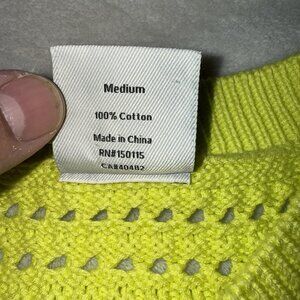 Medium
100% Cotton
Made in China
RN#150115
CA#40482